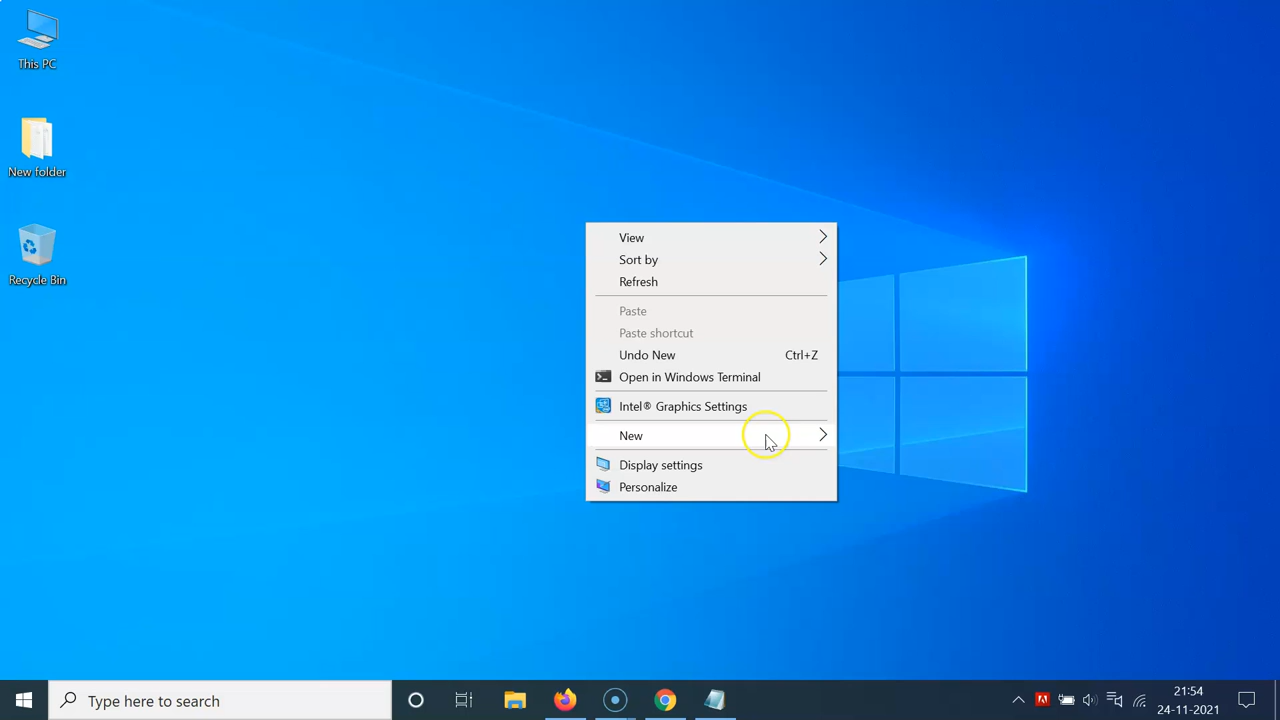 This PC
New folder
Recycle Bin
View
Sort by
Refresh
Paste
Paste shortcut
Undo New Ctrl+Z
Open in Windows Terminal
Intel® Graphics Settings
New
Display settings
Personalize
Type here to search
21:54
24-11-2021